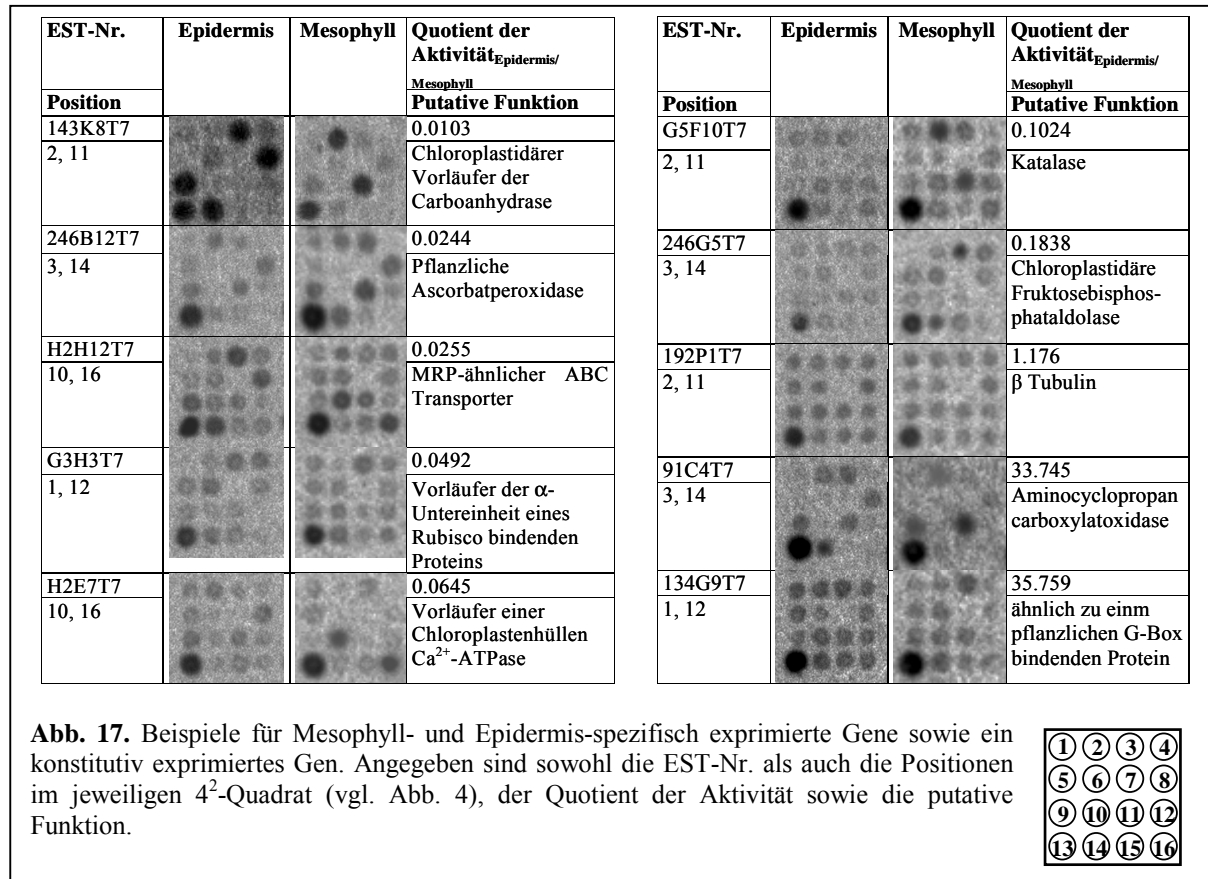 EST-Nr. Epidermis Mesophyll Quotient der
Aktivität Epidermis/
Mesophyll
Position Putative Funktion
143K8T7 0.0103
2, 11 Chloroplastidärer
Vorläufer der
Carboanhydrase
246B12T7 0.0244
3, 14 Pflanzliche
Ascorbatperoxidase
H2H12T7 0.0255
10, 16 MRP-ähnlicher ABC
Transporter
G3H3T7 0.0492
1, 12 Vorläufer der α-
Untereinheit eines
Rubisco bindenden
Proteins
H2E7T7 0.0645
10, 16 Vorläufer einer
Chloroplastenhüllen
Ca2+-ATPase
EST-Nr. Epidermis Mesophyll Quotient der
Aktivität Epidermis/
Mesophyll
Position Putative Funktion
G5F10T7 0.1024
2, 11 Katalase
246G5T7 0.1838
3, 14 Chloroplastidäre
Fruktosebisphos-
phataldolase
192P1T7 1.176
2, 11 β Tubulin
91C4T7 33.745
3, 14 Aminocyclopropan
carboxylatoxidase
134G9T7 35.759
1, 12 ähnlich zu einm
pflanzlichen G-Box
bindenden Protein
Abb. 17. Beispiele für Mesophyll- und Epidermis-spezifisch exprimierte Gene sowie ein
konstitutiv exprimiertes Gen. Angegeben sind sowohl die EST-Nr. als auch die Positionen
im jeweiligen 4²-Quadrat (vgl. Abb. 4), der Quotient der Aktivität sowie die putative
Funktion.
1 2 3 4
5 6 7 8
9 10 11 12
13 14 15 16